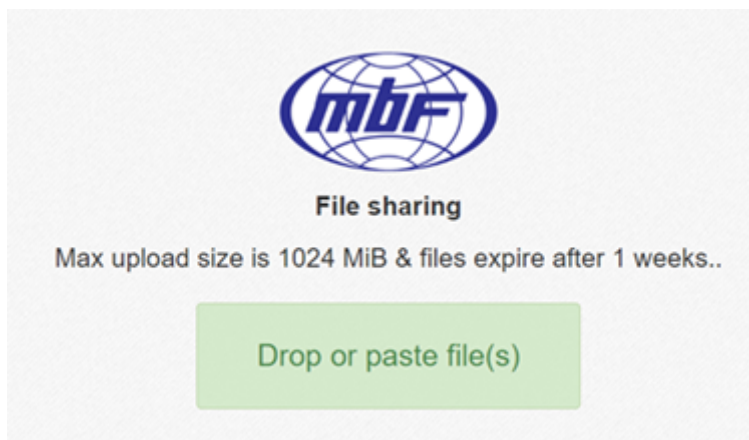 mbF
File sharing
Max upload size is 1024 MiB & files expire after 1 weeks..
Drop or paste file(s)